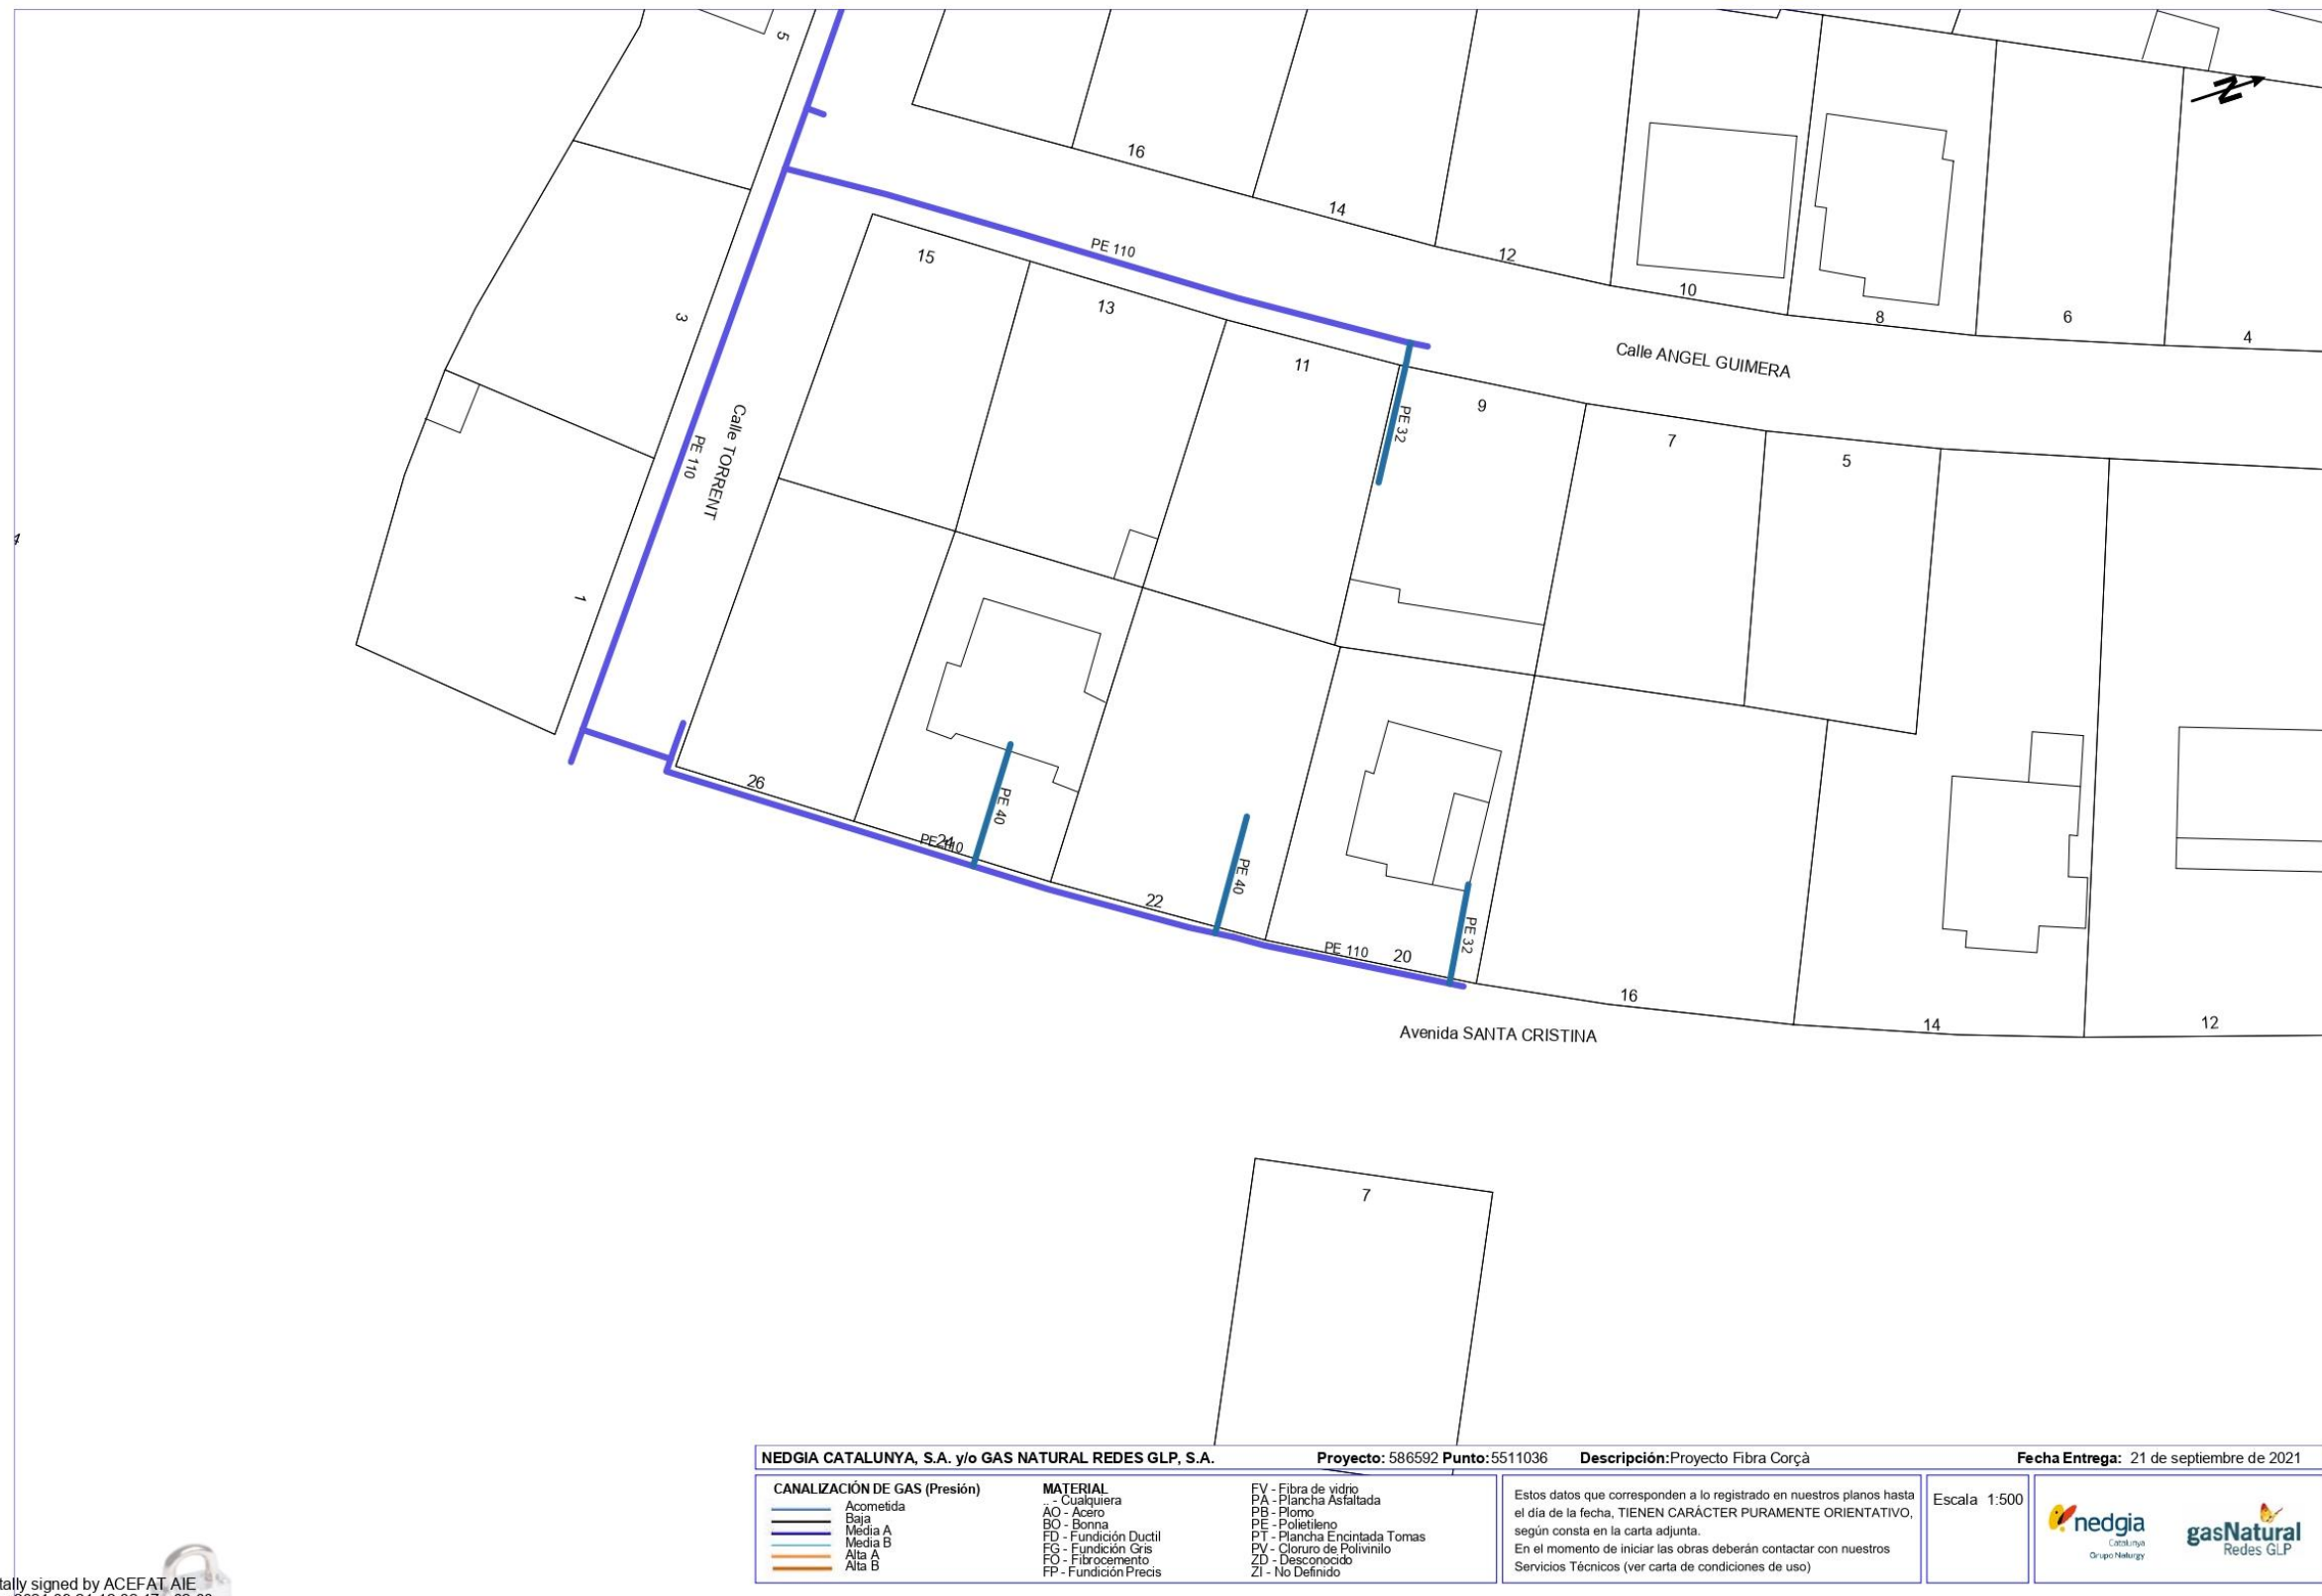 5
N
16
14
PE 110
15
12
13
10
8
6
3
4
Calle ANGEL GUIMERA
11
9
PE 32
7
5
Calle TORRENT
PE 110
4
1
26
PE 40
24
PE 110
PE 40
22
PE 110
20
PE 32
16
14
12
Avenida SANTA CRISTINA
7
NEDGIA CATALUNYA, S.A. y/o GAS NATURAL REDES GLP, S.A. Proyecto: 586592 Punto: 5511036 Descripción:Proyecto Fibra Corçà Fecha Entrega: 21 de septiembre de 2021
CANALIZACIÓN DE GAS (Presión)
Acometida
Baja
Media A
Media B
Alta A
Alta B
MATERIAL
.. - Cualquiera
AO - Acero
BO - Bonna
FD - Fundición Ductil
FG - Fundición Gris
FO - Fibrocemento
FP - Fundición Precis
FV - Fibra de vidrio
PA - Plancha Asfaltada
PB - Plomo
PE - Polietileno
PT - Plancha Encintada Tomas
PV - Cloruro de Polivinilo
ZD - Desconocido
ZI - No Definido
Estos datos que corresponden a lo registrado en nuestros planos hasta
el día de la fecha, TIENEN CARÁCTER PURAMENTE ORIENTATIVO,
según consta en la carta adjunta.
En el momento de iniciar las obras deberán contactar con nuestros
Servicios Técnicos (ver carta de condiciones de uso)
Escala 1:500
nedgia
Catalunya
Grupo Naturgy
gasNatural
Redes GLP
tally signed by ACEFAT AIE